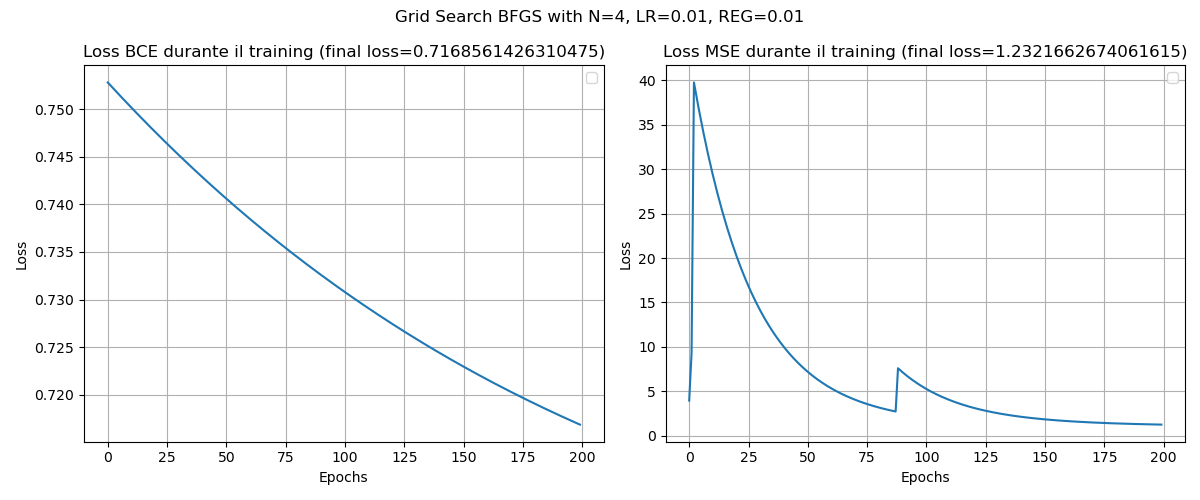 Grid Search BFGS with N=4, LR=0.01, REG=0.01
Loss BCE durante il training (final loss=0.7168561426310475)
0.750
0.745
0.740
0.735
0.730
0.725
0.720
Loss
0 25 50 75 100 125 150 175 200
Epochs
Loss MSE durante il training (final loss=1.2321662674061615)
40
35
30
25
20
15
10
5
0
Loss
0 25 50 75 100 125 150 175 200
Epochs